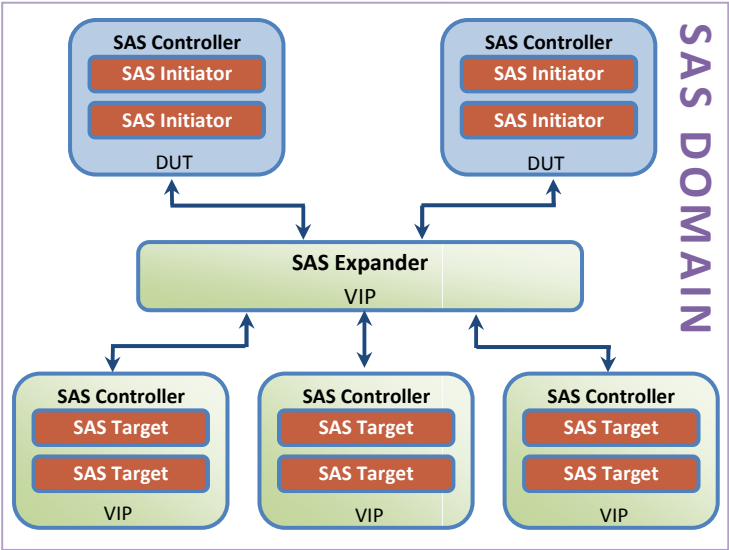 SAS Controller
SAS Initiator
SAS Initiator
DUT
SAS Controller
SAS Initiator
SAS Initiator
DUT
SAS DOMAIN
SAS Expander
VIP
SAS Controller
SAS Target
SAS Target
VIP
SAS Controller
SAS Target
SAS Target
VIP
SAS Controller
SAS Target
SAS Target
VIP